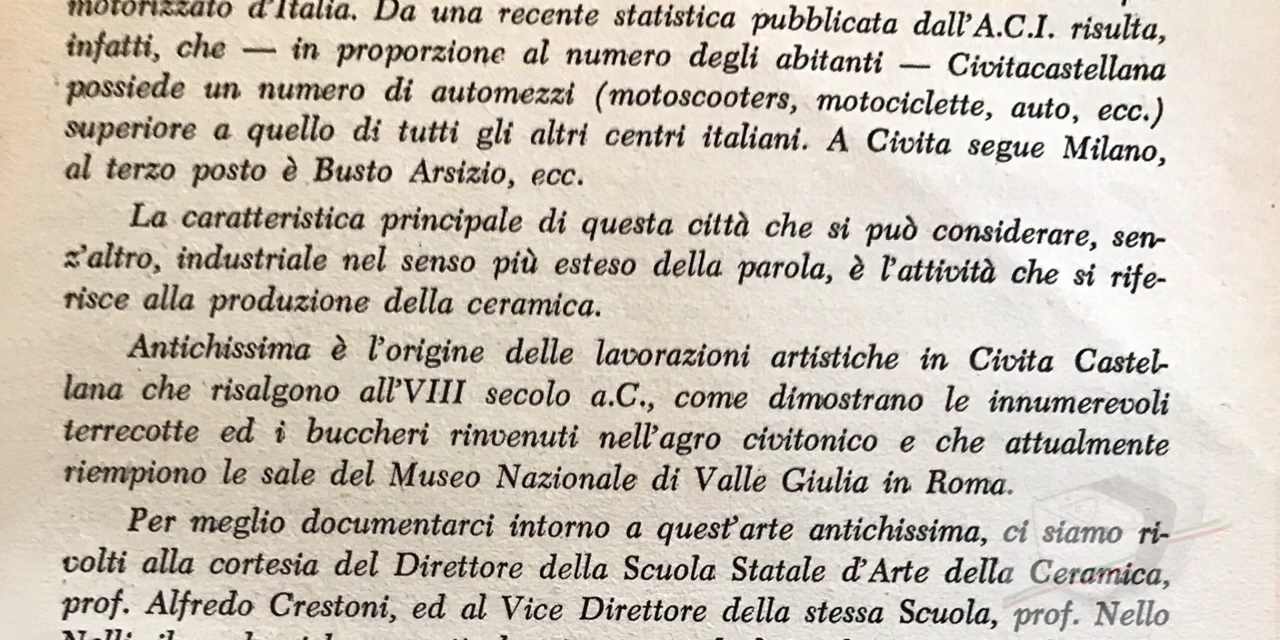 motorizzato d'Italia. Da una recente statistica pubblicata dall'A.C.I. risulta,
infatti, che — in proporzione al numero degli abitanti — Civitacastellana
possiede un numero di automezzi (motoscooters, motociclette, auto, ecc.)
superiore a quello di tutti gli altri centri italiani. A Civita segue Milano,
al terzo posto è Busto Arsizio, ecc.
La caratteristica principale di questa città che si può considerare, sen-
z'altro, industriale nel senso più esteso della parola, è l'attività che si rife-
risce alla produzione della ceramica.
Antichissima è l'origine delle lavorazioni artistiche in Civita Castel-
lana che risalgono all'VIII secolo a.C., come dimostrano le innumerevoli
terrecotte ed i buccheri rinvenuti nell'agro civitonico e che attualmente
riempiono le sale del Museo Nazionale di Valle Giulia in Roma.
Per meglio documentarci intorno a quest'arte antichissima, ci siamo ri-
volti alla cortesia del Direttore della Scuola Statale d'Arte della Ceramica,
prof. Alfredo Crestoni, ed al Vice Direttore della stessa Scuola, prof. Nello